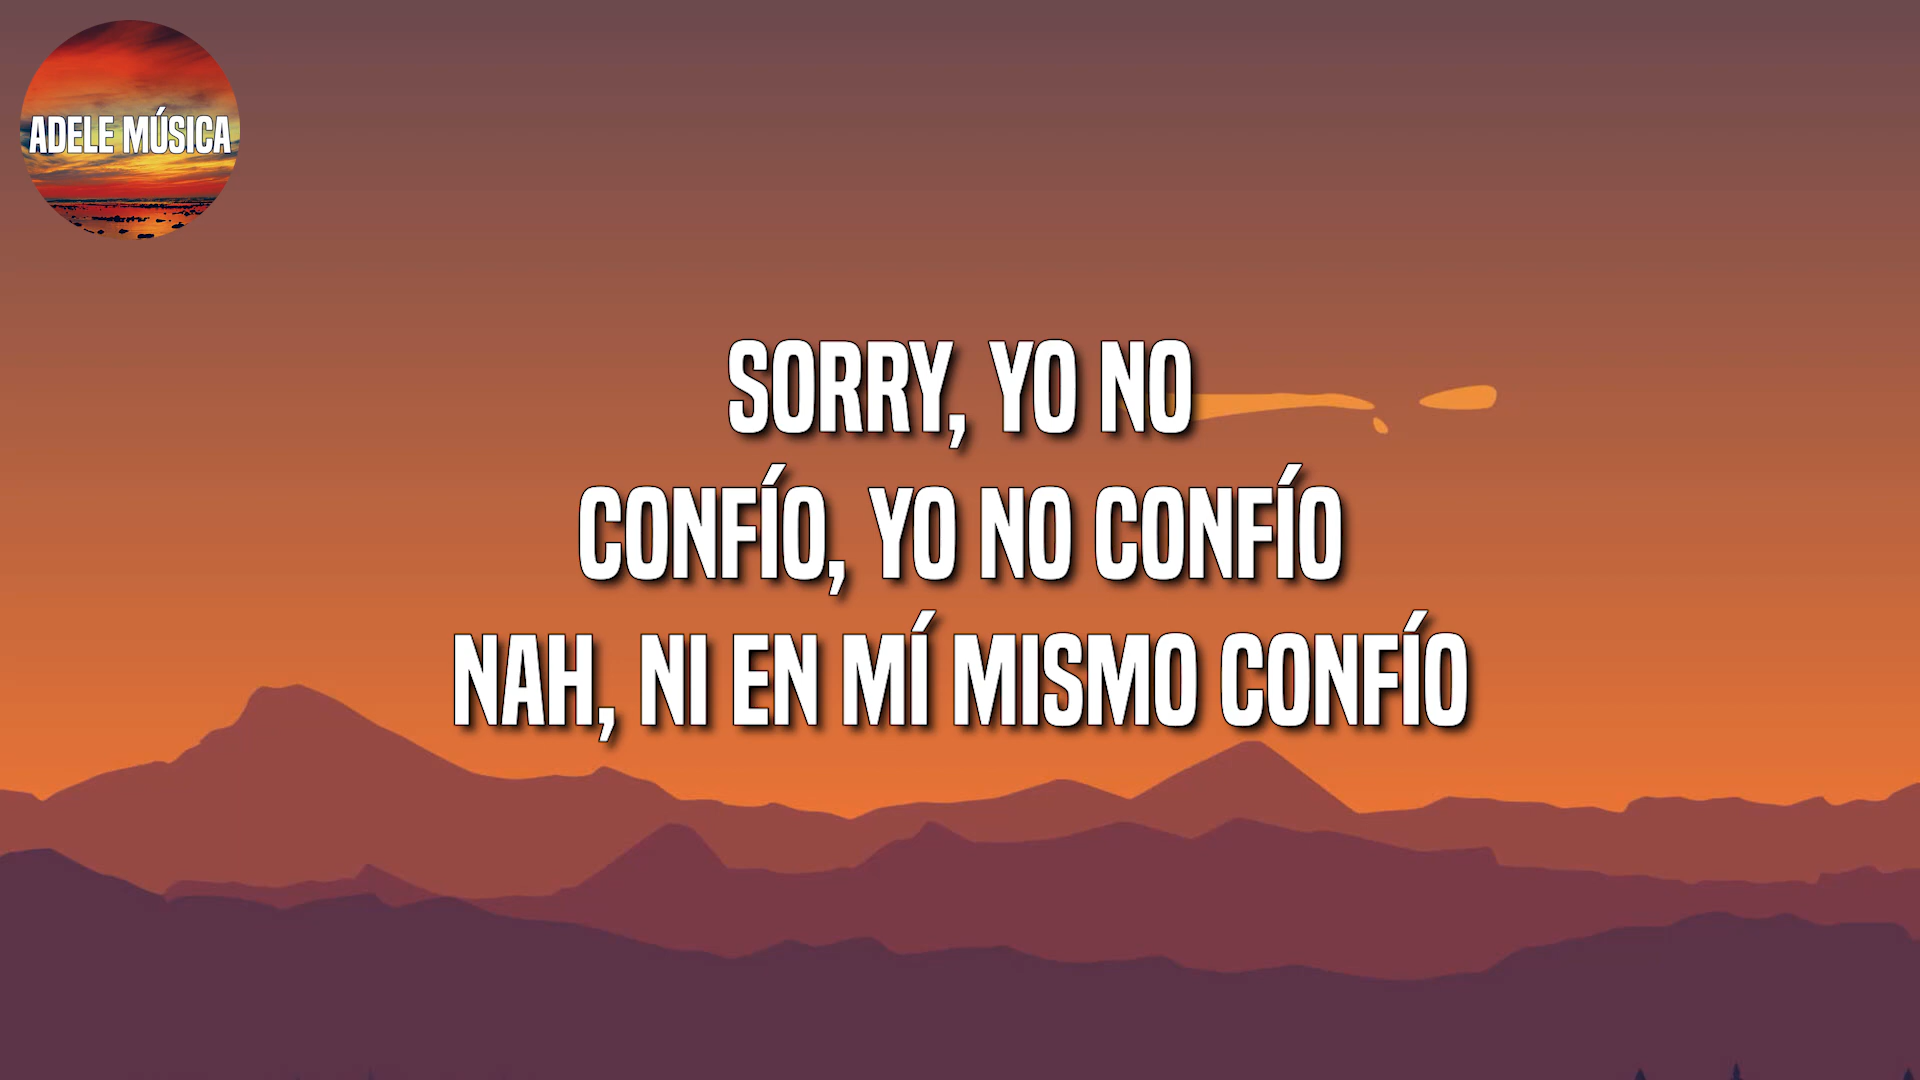 ADELE MÚSICA
SORRY, YO NO
CONFÍO, YO NO CONFÍO
NAH, NI EN MÍ MISMO CONFÍO